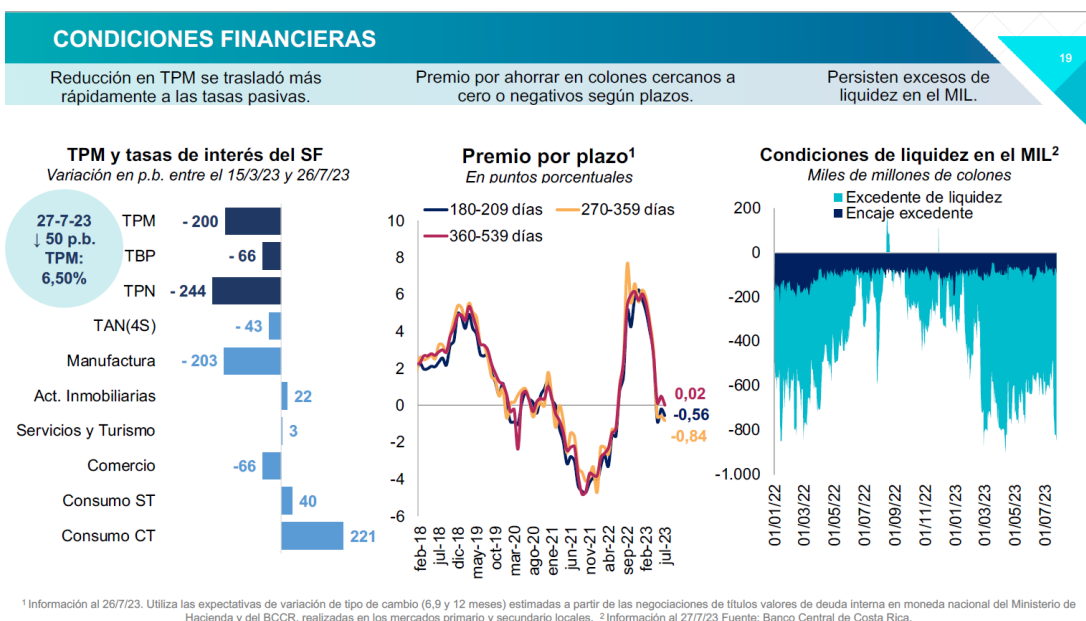 CONDICIONES FINANCIERAS
19
Reducción en TPM se trasladó más
rápidamente a las tasas pasivas.
Premio por ahorrar en colones cercanos a
cero o negativos según plazos.
Persisten excesos de
liquidez en el MIL.
TPM y tasas de interés del SF
Variación en p.b. entre el 15/3/23 y 26/7/23
27-7-23
↓ 50 p.b.
TPM:
6,50%
TPM - 200
TBP - 66
TPN - 244
TAN(4S) - 43
Manufactura - 203
Act. Inmobiliarias 22
Servicios y Turismo 3
Comercio -66
Consumo ST 40
Consumo CT 221
Premio por plazo¹
En puntos porcentuales
180-209 días 270-359 días
360-539 días
10
8
6
4
2
0
-2
-4
-6
0,02
-0,56
-0,84
feb-18
jul-18
dic-18
may-19
oct-19
mar-20
ago-20
ene-21
jun-21
nov-21
abr-22
sep-22
feb-23
jul-23
Condiciones de liquidez en el MIL²
Miles de millones de colones
Excedente de liquidez
Encaje excedente
200
0
-200
-400
-600
-800
-1.000
01/01/22
01/03/22
01/05/22
01/07/22
01/09/22
01/11/22
01/01/23
01/03/23
01/05/23
01/07/23
¹ Información al 26/7/23. Utiliza las expectativas de variación de tipo de cambio (6,9 y 12 meses) estimadas a partir de las negociaciones de títulos valores de deuda interna en moneda nacional del Ministerio de
Hacienda y del BCCR, realizadas en los mercados primario y secundario locales. ² Información al 27/7/23 Fuente: Banco Central de Costa Rica.